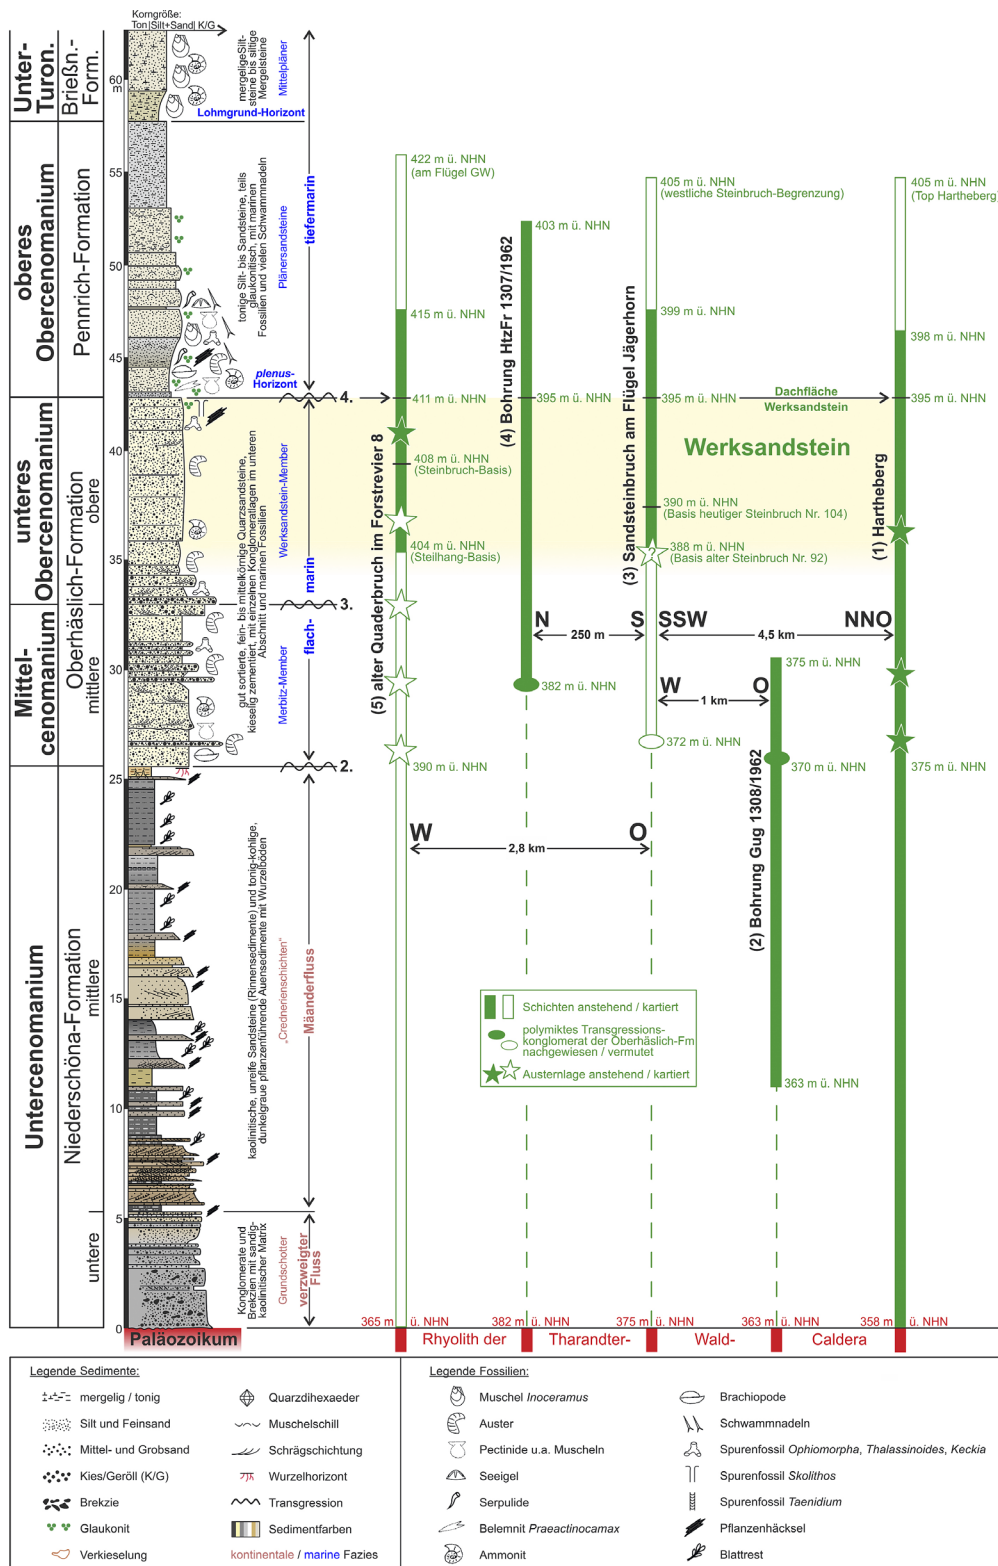 Korngröße:
Ton|Silt+Sand| K/G
Unter-
Turon.
Brießn.-
Form.
60
m
mergeligeSilt-
steine bis siltige
Mergelsteine
Mittelpläner
Lohmgrund-Horizont
oberes
Obercenomanium
Pennrich-Formation
55
50
45
tonige Silt- bis Sandsteine, teils
glaukonitisch, mit marinen
Fossilien und vielen Schwammnadeln
Plänersandsteine
tiefermarin
plenus-
Horizont
4.
unteres
Obercenomanium
Oberhäslich-Formation
obere
40
35
gut sortierte, fein- bis mittelkörnige Quarzsandsteine,
kieselig zementiert, mit einzelnen Konglomeratlagen im unteren
Abschnitt und marinen Fossilien
Werksandstein-Member
marin
3.
Mittel-
cenomanium
mittlere
30
Merbitz-Member
flach-
2.
Untercenomanium
Niederschöna-Formation
mittlere
25
20
15
10
kaolinitische, unreife Sandsteine (Rinnensedimente) und tonig-kohlige,
dunkelgraue pflanzenführende Auensedimente mit Wurzelböden
„Crednerienschichten“
Mäanderfluss
untere
5
0
Konglomerate und
Brekzien mit sandig-
kaolinitischer Matrix
Grundschotter
verzweigter
Fluss
Paläozoikum
422 m ü. NHN
(am Flügel GW)
415 m ü. NHN
411 m ü. NHN
408 m ü. NHN
(Steinbruch-Basis)
404 m ü. NHN
(Steilhang-Basis)
390 m ü. NHN
(5) alter Quaderbruch im Forstrevier 8
403 m ü. NHN
395 m ü. NHN
382 m ü. NHN
(4) Bohrung HtzFr 1307/1962
405 m ü. NHN
(westliche Steinbruch-Begrenzung)
399 m ü. NHN
395 m ü. NHN
390 m ü. NHN
(Basis heutiger Steinbruch Nr. 104)
388 m ü. NHN
(Basis alter Steinbruch Nr. 92)
?
372 m ü. NHN
(3) Sandsteinbruch am Flügel Jägerhorn
Dachfläche
Werksandstein
Werksandstein
405 m ü. NHN
(Top Hartheberg)
398 m ü. NHN
395 m ü. NHN
375 m ü. NHN
(1) Hartheberg
N S
250 m
SSW NNO
4,5 km
W O
1 km
375 m ü. NHN
370 m ü. NHN
363 m ü. NHN
(2) Bohrung Gug 1308/1962
W O
2,8 km
Schichten anstehend / kartiert
polymiktes Transgressions-
konglomerat der Oberhäslich-Fm
nachgewiesen / vermutet
Austernlage anstehend / kartiert
365 m ü. NHN
382 m ü. NHN
375 m ü. NHN
363 m ü. NHN
358 m ü. NHN
Rhyolith der Tharandter- Wald- Caldera
Legende Sedimente:
mergelig / tonig
Silt und Feinsand
Mittel- und Grobsand
Kies/Geröll (K/G)
Brekzie
Glaukonit
Verkieselung
Quarzdihexaeder
Muschelschill
Schrägschichtung
Wurzelhorizont
Transgression
Sedimentfarben
kontinentale / marine Fazies
Legende Fossilien:
Muschel Inoceramus
Auster
Pectinide u.a. Muscheln
Seeigel
Serpulide
Belemnit Praeactinocamax
Ammonit
Brachiopode
Schwammnadeln
Spurenfossil Ophiomorpha, Thalassinoides, Keckia
Spurenfossil Skolithos
Spurenfossil Taenidium
Pflanzenhäcksel
Blattrest